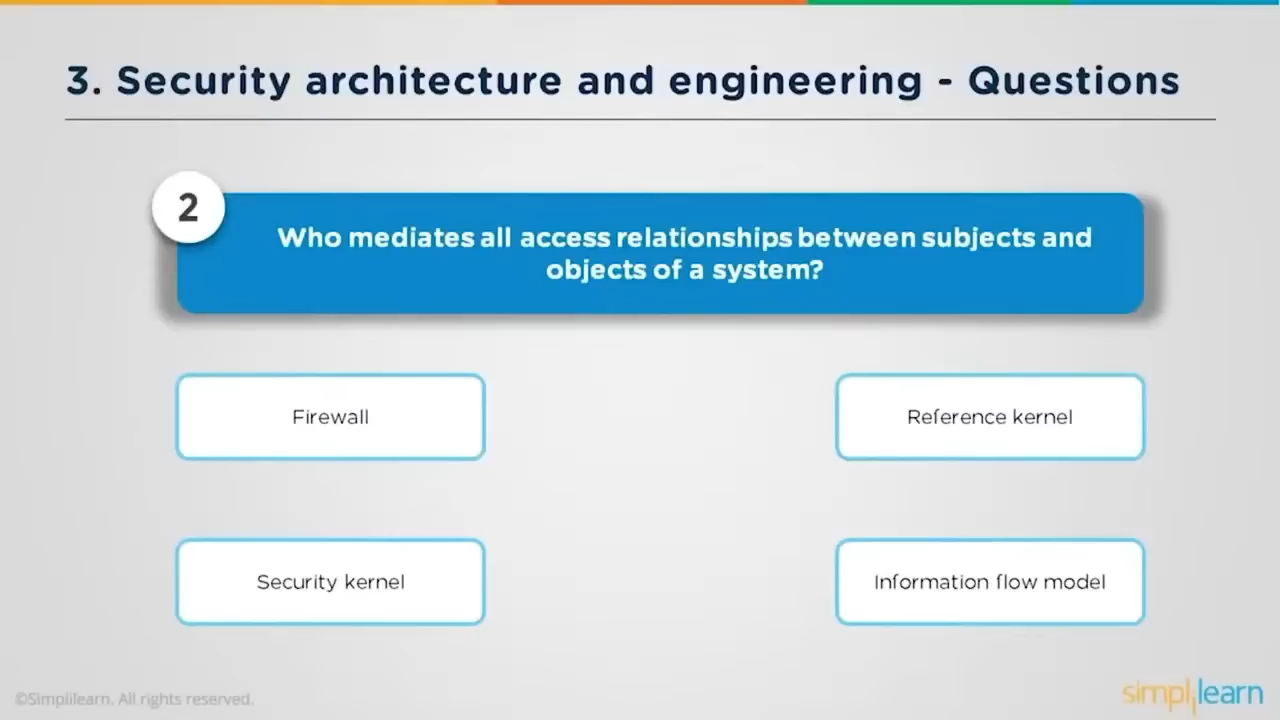 3. Security architecture and engineering - Questions
2
Who mediates all access relationships between subjects and
objects of a system?
Firewall
Reference kernel
Security kernel
Information flow model
©Simplilearn. All rights reserved.
simplilearn